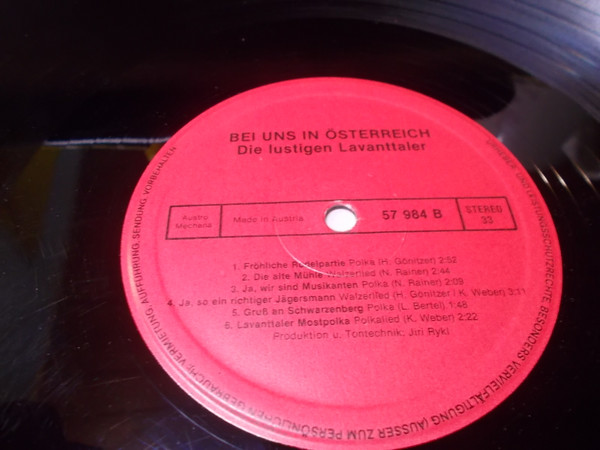 BEI UNS IN ÖSTERREICH
Die lustigen Lavanttaler
Austro
Mechana
Made in Austria
57 984 B
STEREO
33
1. Fröhliche Rodelpartie Polka (H. Gönitzer) 2:52
2. Die alte Mühle Walzerlied (N. Rainer) 2:44
3. Ja, wir sind Musikanten Polka (N. Rainer) 2:09
4. Ja, so ein richtiger Jägersmann Walzerlied (H. Gönitzer / K. Weber) 3:11
5. Gruß an Schwarzenberg Polka (L. Bertel) 1:48
6. Lavanttaler Mostpolka Polkalied (K. Weber) 2:22
Produktion u. Tontechnik: Jiri Rykl
URHEBER- UND LEISTUNGSSCHUTZRECHTE BESONDERS VERVIELFÄLTIGUNG (AUSSER ZUM PERSÖNLICHEN GEBRAUCH) VERMIETUNG AUFFÜHRUNG, SENDUNG VORBEHALTEN